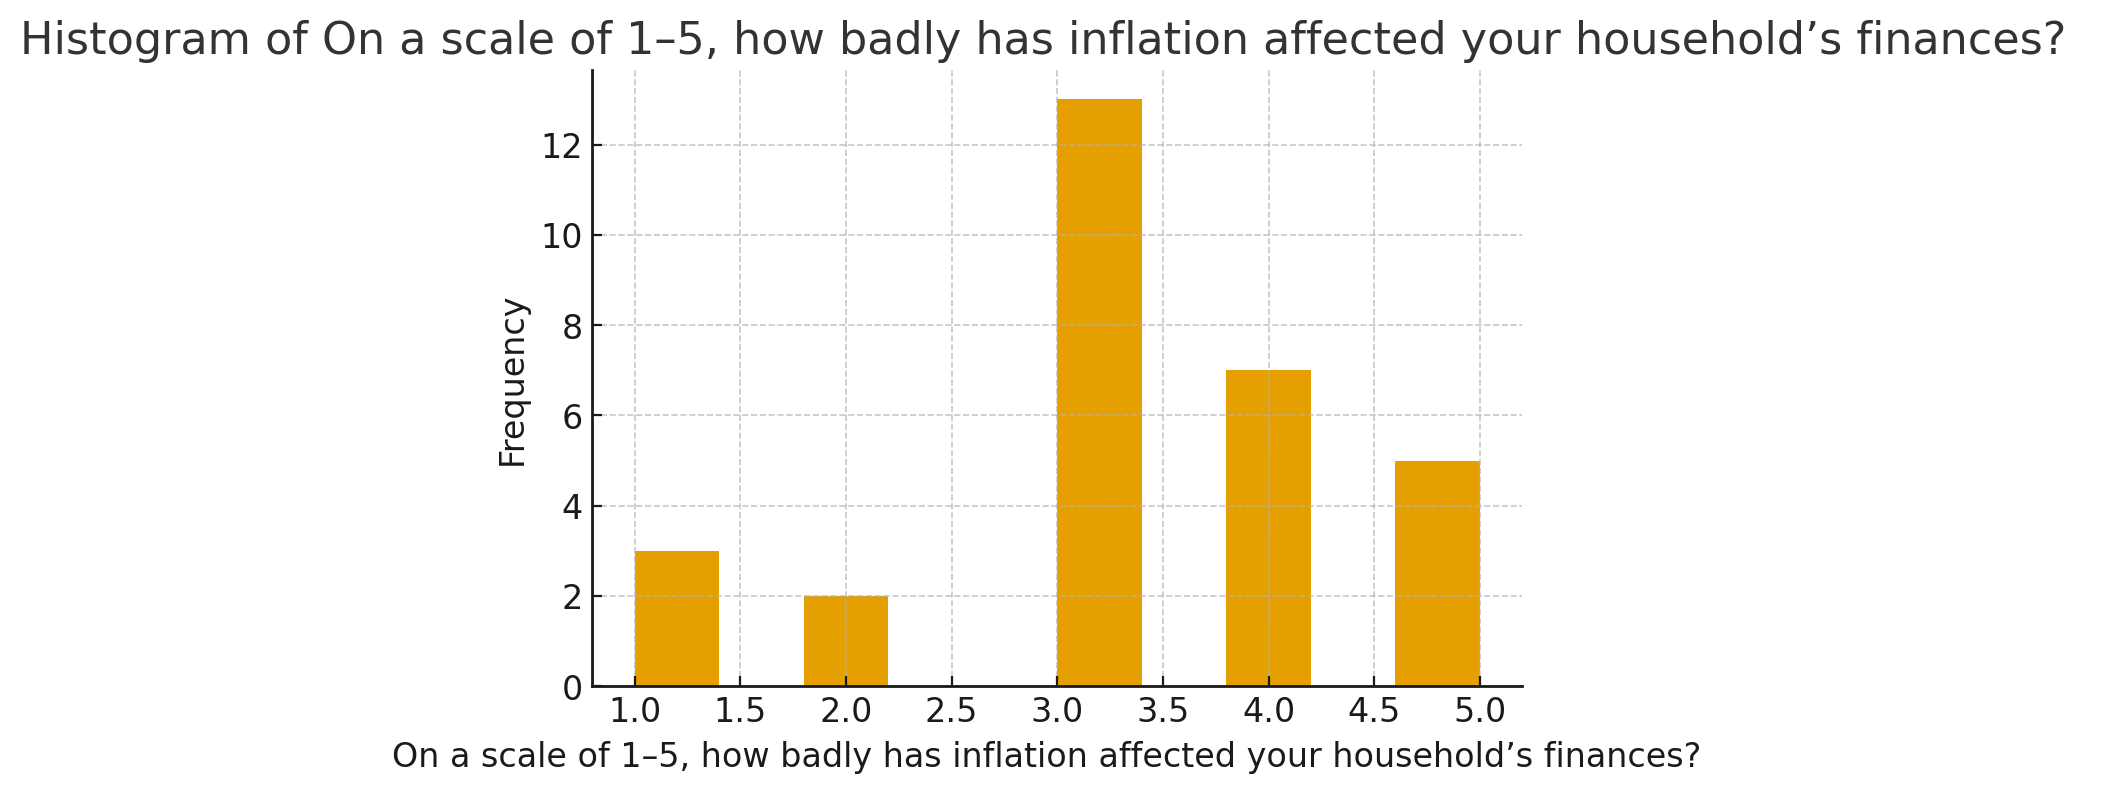 Histogram of On a scale of 1–5, how badly has inflation affected your household’s finances?
Frequency
12
10
8
6
4
2
0
1.0 1.5 2.0 2.5 3.0 3.5 4.0 4.5 5.0
On a scale of 1–5, how badly has inflation affected your household’s finances?